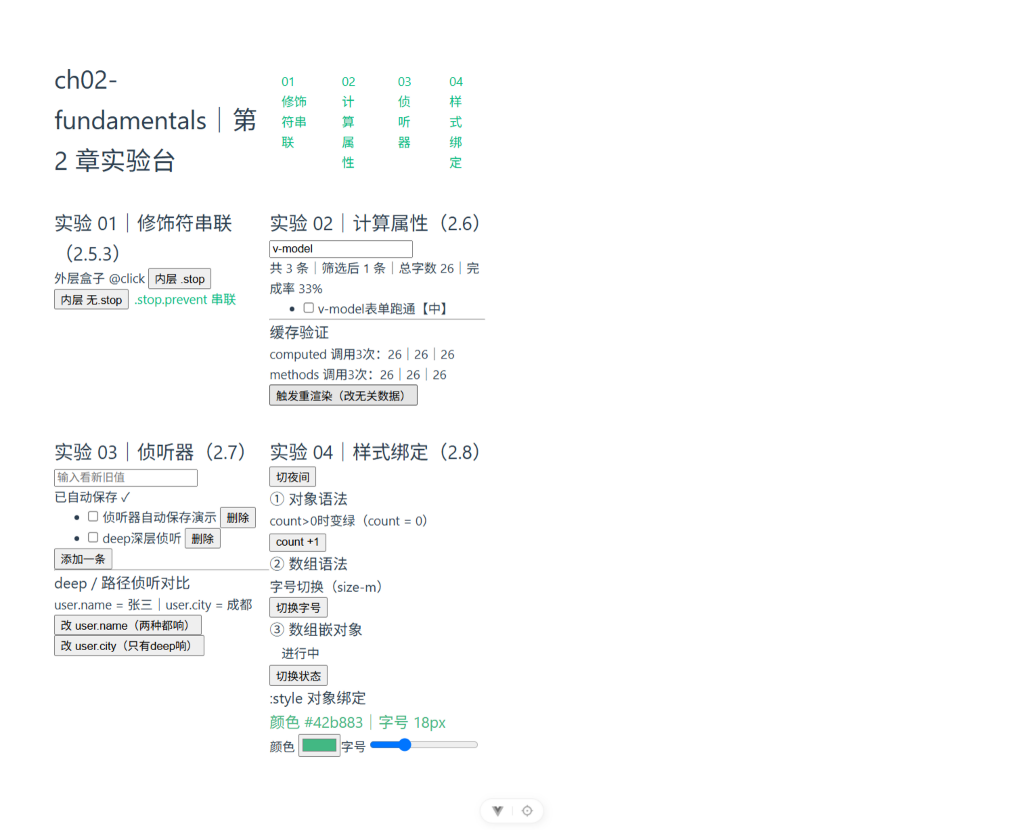 ch02-
fundamentals｜第
2 章实验台
01
修饰
符串
联
02
计
算
属
性
03
侦
听
器
04
样
式
绑
定
实验 01｜修饰符串联
（2.5.3）
外层盒子 @click 内层 .stop
内层 无.stop .stop.prevent 串联
实验 02｜计算属性（2.6）
v-model
共 3 条｜筛选后 1 条｜总字数 26｜完
成率 33%
v-model表单跑通【中】
缓存验证
computed 调用3次：26｜26｜26
methods 调用3次：26｜26｜26
触发重渲染（改无关数据）
实验 03｜侦听器（2.7）
输入看新旧值
已自动保存 ✓
侦听器自动保存演示 删除
deep深层侦听 删除
添加一条
deep / 路径侦听对比
user.name = 张三｜user.city = 成都
改 user.name（两种都响）
改 user.city（只有deep响）
实验 04｜样式绑定（2.8）
切夜间
① 对象语法
count>0时变绿（count = 0）
count +1
② 数组语法
字号切换（size-m）
切换字号
③ 数组嵌对象
进行中
切换状态
:style 对象绑定
颜色 #42b883｜字号 18px
颜色 字号